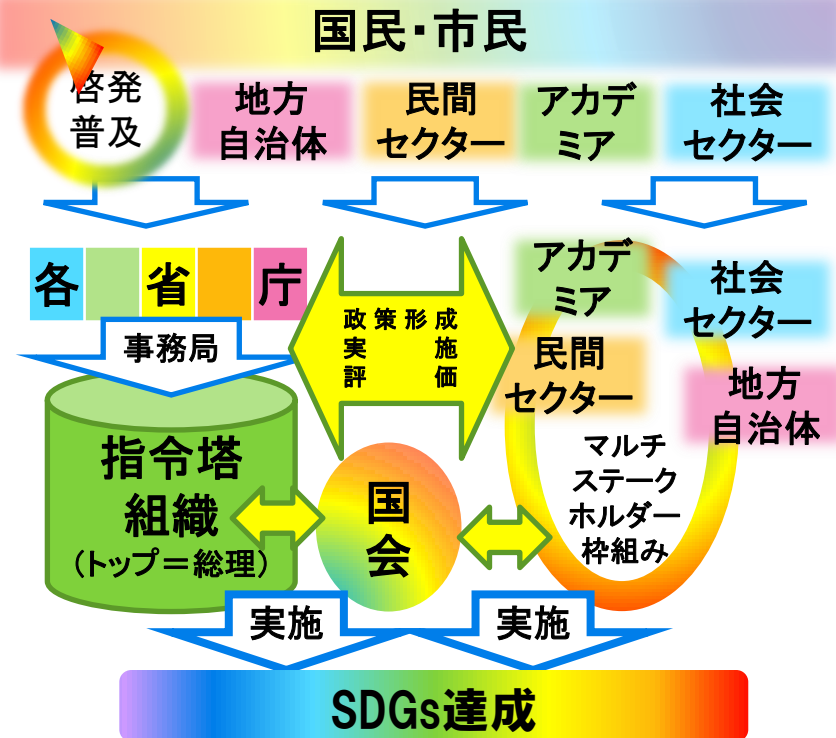 国民・市民
啓発
普及
地方
自治体
民間
セクター
アカデ
ミア
社会
セクター
各 省 庁
事務局
政策形成
実 施
評 価
アカデ
ミア
社会
セクター
民間
セクター
地方
自治体
マルチ
ステーク
ホルダー
枠組み
指令塔
組織
(トップ=総理)
国
会
実施
実施
SDGs達成